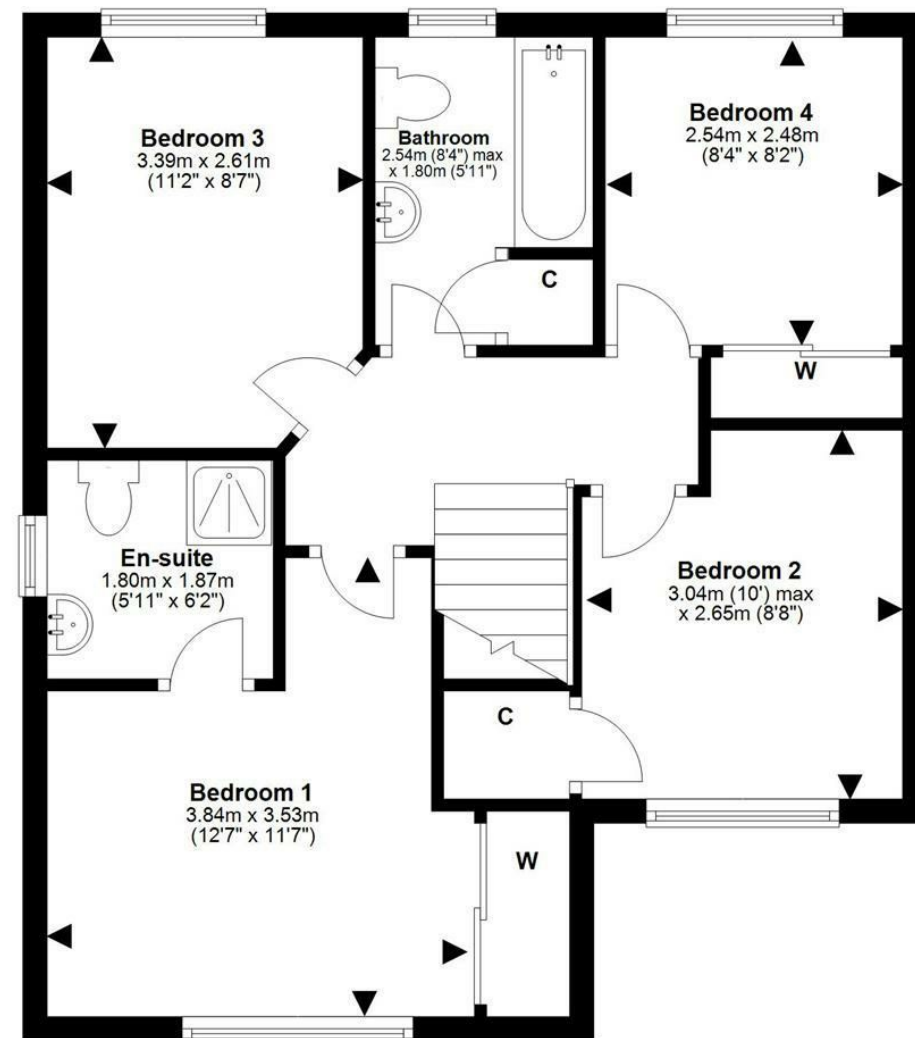 Bedroom 3
3.39m x 2.61m
(11'2" x 8'7")
Bathroom
2.54m (8'4") max
x 1.80m (5'11")
C
Bedroom 4
2.54m x 2.48m
(8'4" x 8'2")
W
En-suite
1.80m x 1.87m
(5'11" x 6'2")
Bedroom 2
3.04m (10') max
x 2.65m (8'8")
C
Bedroom 1
3.84m x 3.53m
(12'7" x 11'7")
W